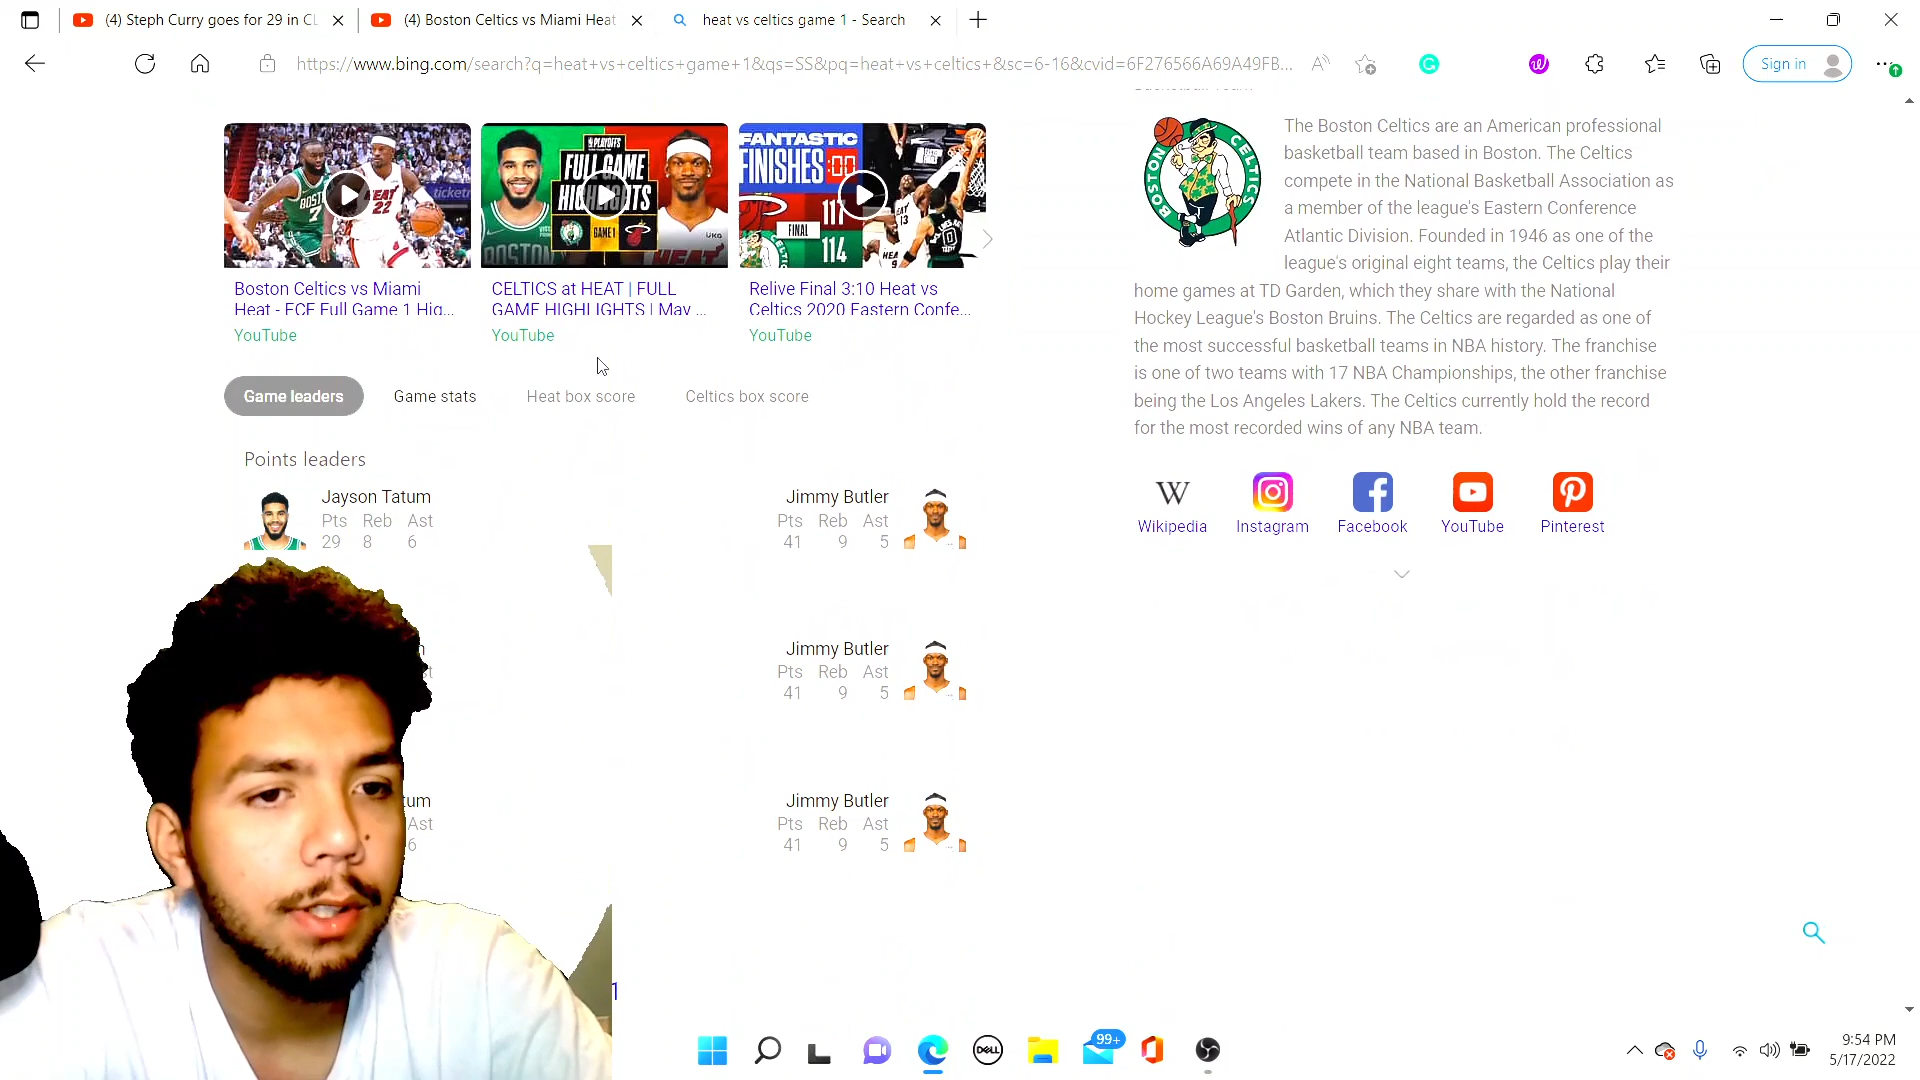 (4) Steph Curry goes for 29 in CL
(4) Boston Celtics vs Miami Heat
heat vs celtics game 1 - Search
https://www.bing.com/search?q=heat+vs+celtics+game+1&qs=SS&pq=heat+vs+celtics+&sc=6-16&cvid=6F276566A69A49FB...
Sign in
BOSTON
7
HEAT
22
PLAYOFFS
FULL GAME
HIGHLIGHTS
GAME 1
BOSTON
HEAT
FANTASTIC
FINISHES :00
117
FINAL
114
Boston Celtics vs Miami
Heat - ECF Full Game 1 Hig...
YouTube
CELTICS at HEAT | FULL
GAME HIGHLIGHTS | May ...
YouTube
Relive Final 3:10 Heat vs
Celtics 2020 Eastern Confe...
YouTube
Game leaders
Game stats
Heat box score
Celtics box score
Points leaders
Jayson Tatum
Pts Reb Ast
29 8 6
Jimmy Butler
Pts Reb Ast
41 9 5
Jimmy Butler
Pts Reb Ast
41 9 5
um
Ast
6
Jimmy Butler
Pts Reb Ast
41 9 5
1
BOSTON CELTICS
The Boston Celtics are an American professional
basketball team based in Boston. The Celtics
compete in the National Basketball Association as
a member of the league's Eastern Conference
Atlantic Division. Founded in 1946 as one of the
league's original eight teams, the Celtics play their
home games at TD Garden, which they share with the National
Hockey League's Boston Bruins. The Celtics are regarded as one of
the most successful basketball teams in NBA history. The franchise
is one of two teams with 17 NBA Championships, the other franchise
being the Los Angeles Lakers. The Celtics currently hold the record
for the most recorded wins of any NBA team.
Wikipedia
Instagram
Facebook
YouTube
Pinterest
DELL
99+
9:54 PM
5/17/2022